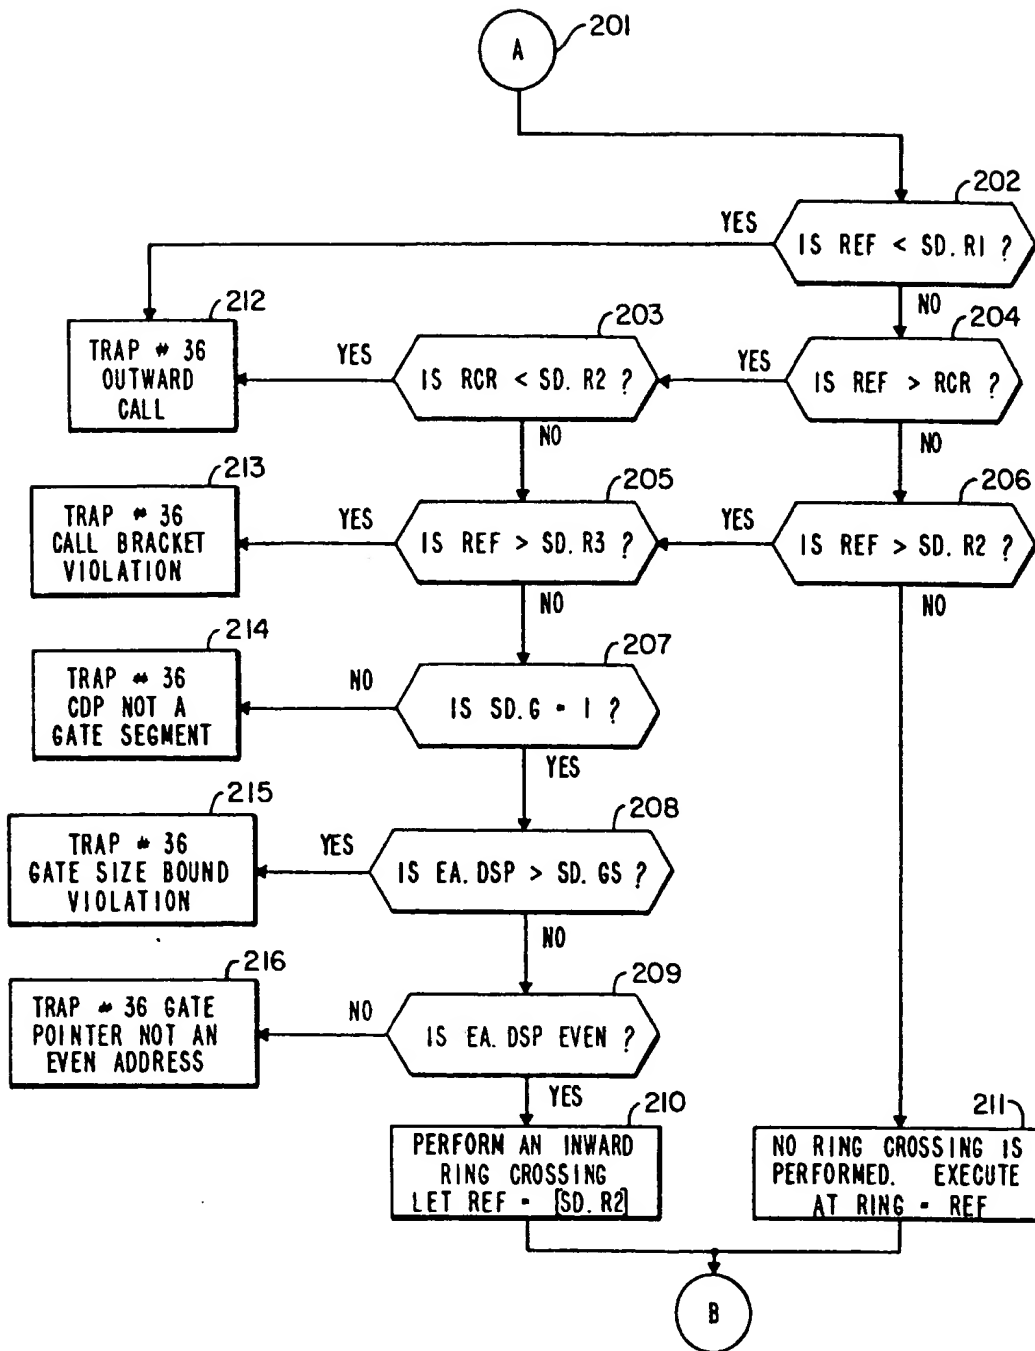 A
201
202
IS REF < SD. R1 ?
YES
NO
212
TRAP # 36
OUTWARD
CALL
YES
203
IS RCR < SD. R2 ?
NO
YES
204
IS REF > RCR ?
NO
213
TRAP # 36
CALL BRACKET
VIOLATION
YES
205
IS REF > SD. R3 ?
NO
YES
206
IS REF > SD. R2 ?
NO
214
TRAP # 36
CDP NOT A
GATE SEGMENT
NO
207
IS SD.G = 1 ?
YES
215
TRAP # 36
GATE SIZE BOUND
VIOLATION
YES
208
IS EA. DSP > SD. GS ?
NO
216
TRAP # 36 GATE
POINTER NOT AN
EVEN ADDRESS
NO
209
IS EA. DSP EVEN ?
YES
210
PERFORM AN INWARD
RING CROSSING
LET REF = [SD. R2]
211
NO RING CROSSING IS
PERFORMED. EXECUTE
AT RING = REF
B